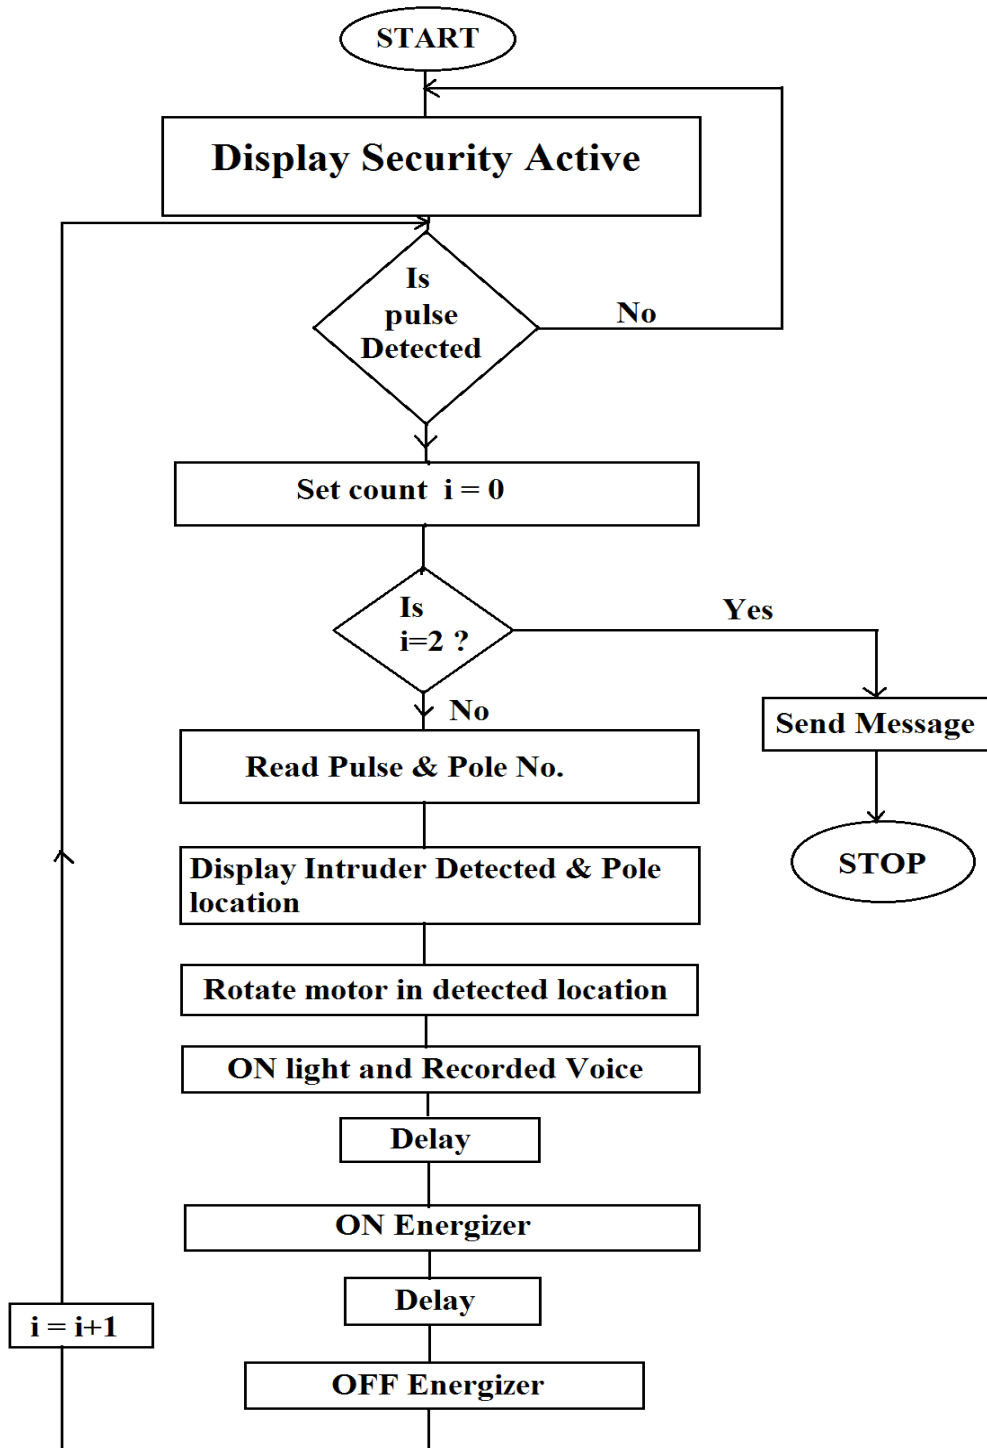 START
Display Security Active
Is
pulse
Detected
No
Set count i = 0
Is
i=2 ?
Yes
No
Send Message
Read Pulse & Pole No.
STOP
Display Intruder Detected & Pole
location
Rotate motor in detected location
ON light and Recorded Voice
Delay
ON Energizer
Delay
i = i+1
OFF Energizer